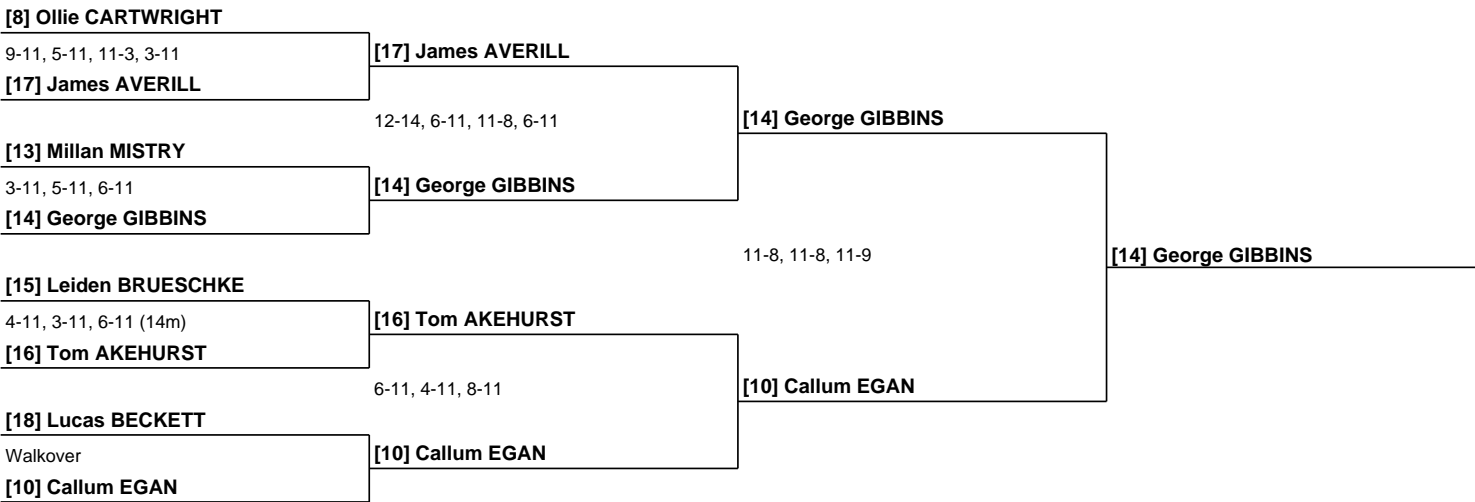 [8] Ollie CARTWRIGHT
9-11, 5-11, 11-3, 3-11
[17] James AVERILL
[17] James AVERILL
12-14, 6-11, 11-8, 6-11
[14] George GIBBINS
[13] Millan MISTRY
3-11, 5-11, 6-11
[14] George GIBBINS
[14] George GIBBINS
11-8, 11-8, 11-9
[14] George GIBBINS
[15] Leiden BRUESCHKE
4-11, 3-11, 6-11 (14m)
[16] Tom AKEHURST
[16] Tom AKEHURST
6-11, 4-11, 8-11
[10] Callum EGAN
[18] Lucas BECKETT
Walkover
[10] Callum EGAN
[10] Callum EGAN